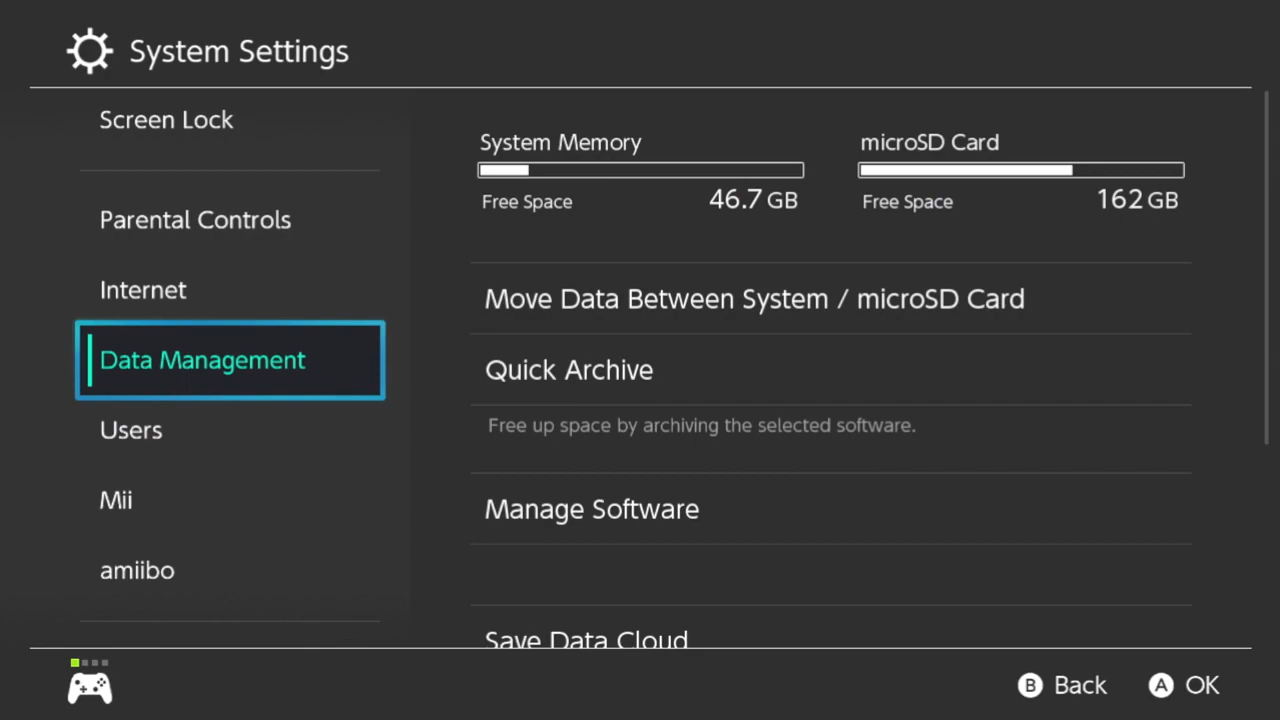 System Settings
Screen Lock
Parental Controls
Internet
Data Management
Users
Mii
amiibo
System Memory
Free Space 46.7 GB
microSD Card
Free Space 162 GB
Move Data Between System / microSD Card
Quick Archive
Free up space by archiving the selected software.
Manage Software
Save Data Cloud
B Back
A OK